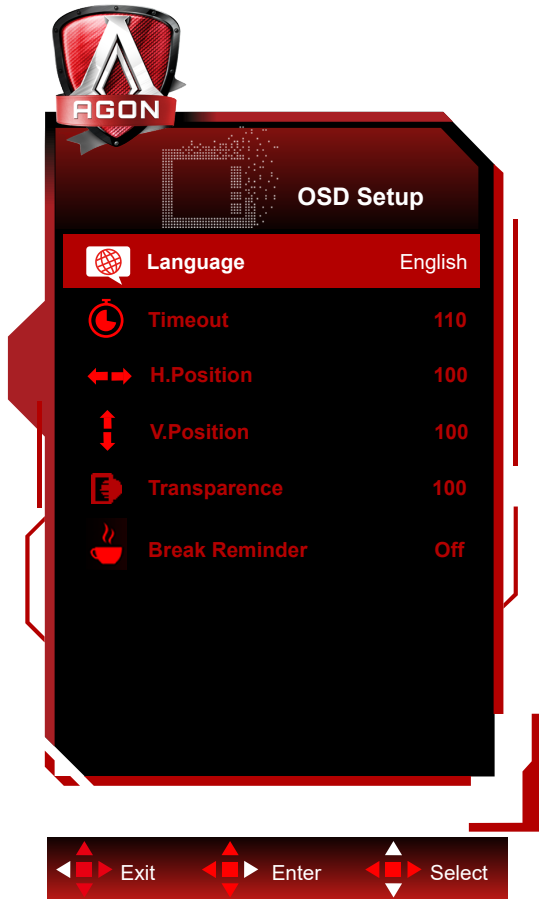 AGON
OSD Setup
Language English
Timeout 110
H.Position 100
V.Position 100
Transparence 100
Break Reminder Off
Exit Enter Select